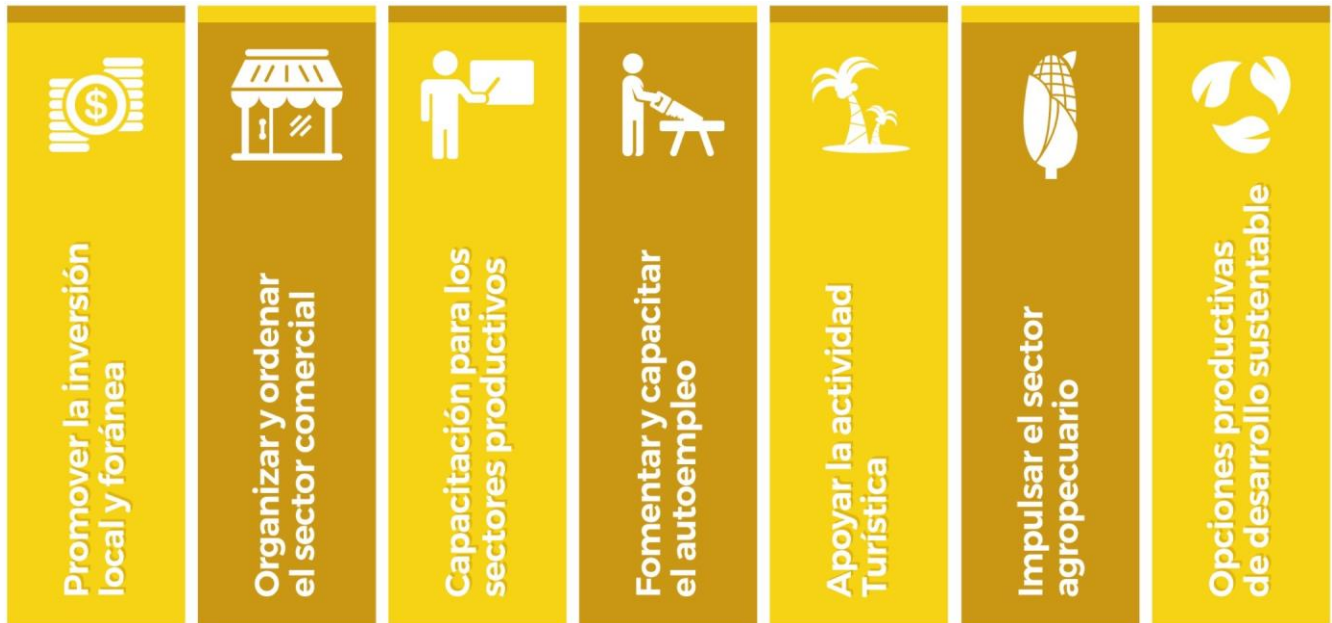 Promover la inversión
local y foránea
Organizar y ordenar
el sector comercial
Capacitación para los
sectores productivos
Fomentar y capacitar
el autoempleo
Apoyar la actividad
Turística
Impulsar el sector
agropecuario
Opciones productivas
de desarrollo sustentable